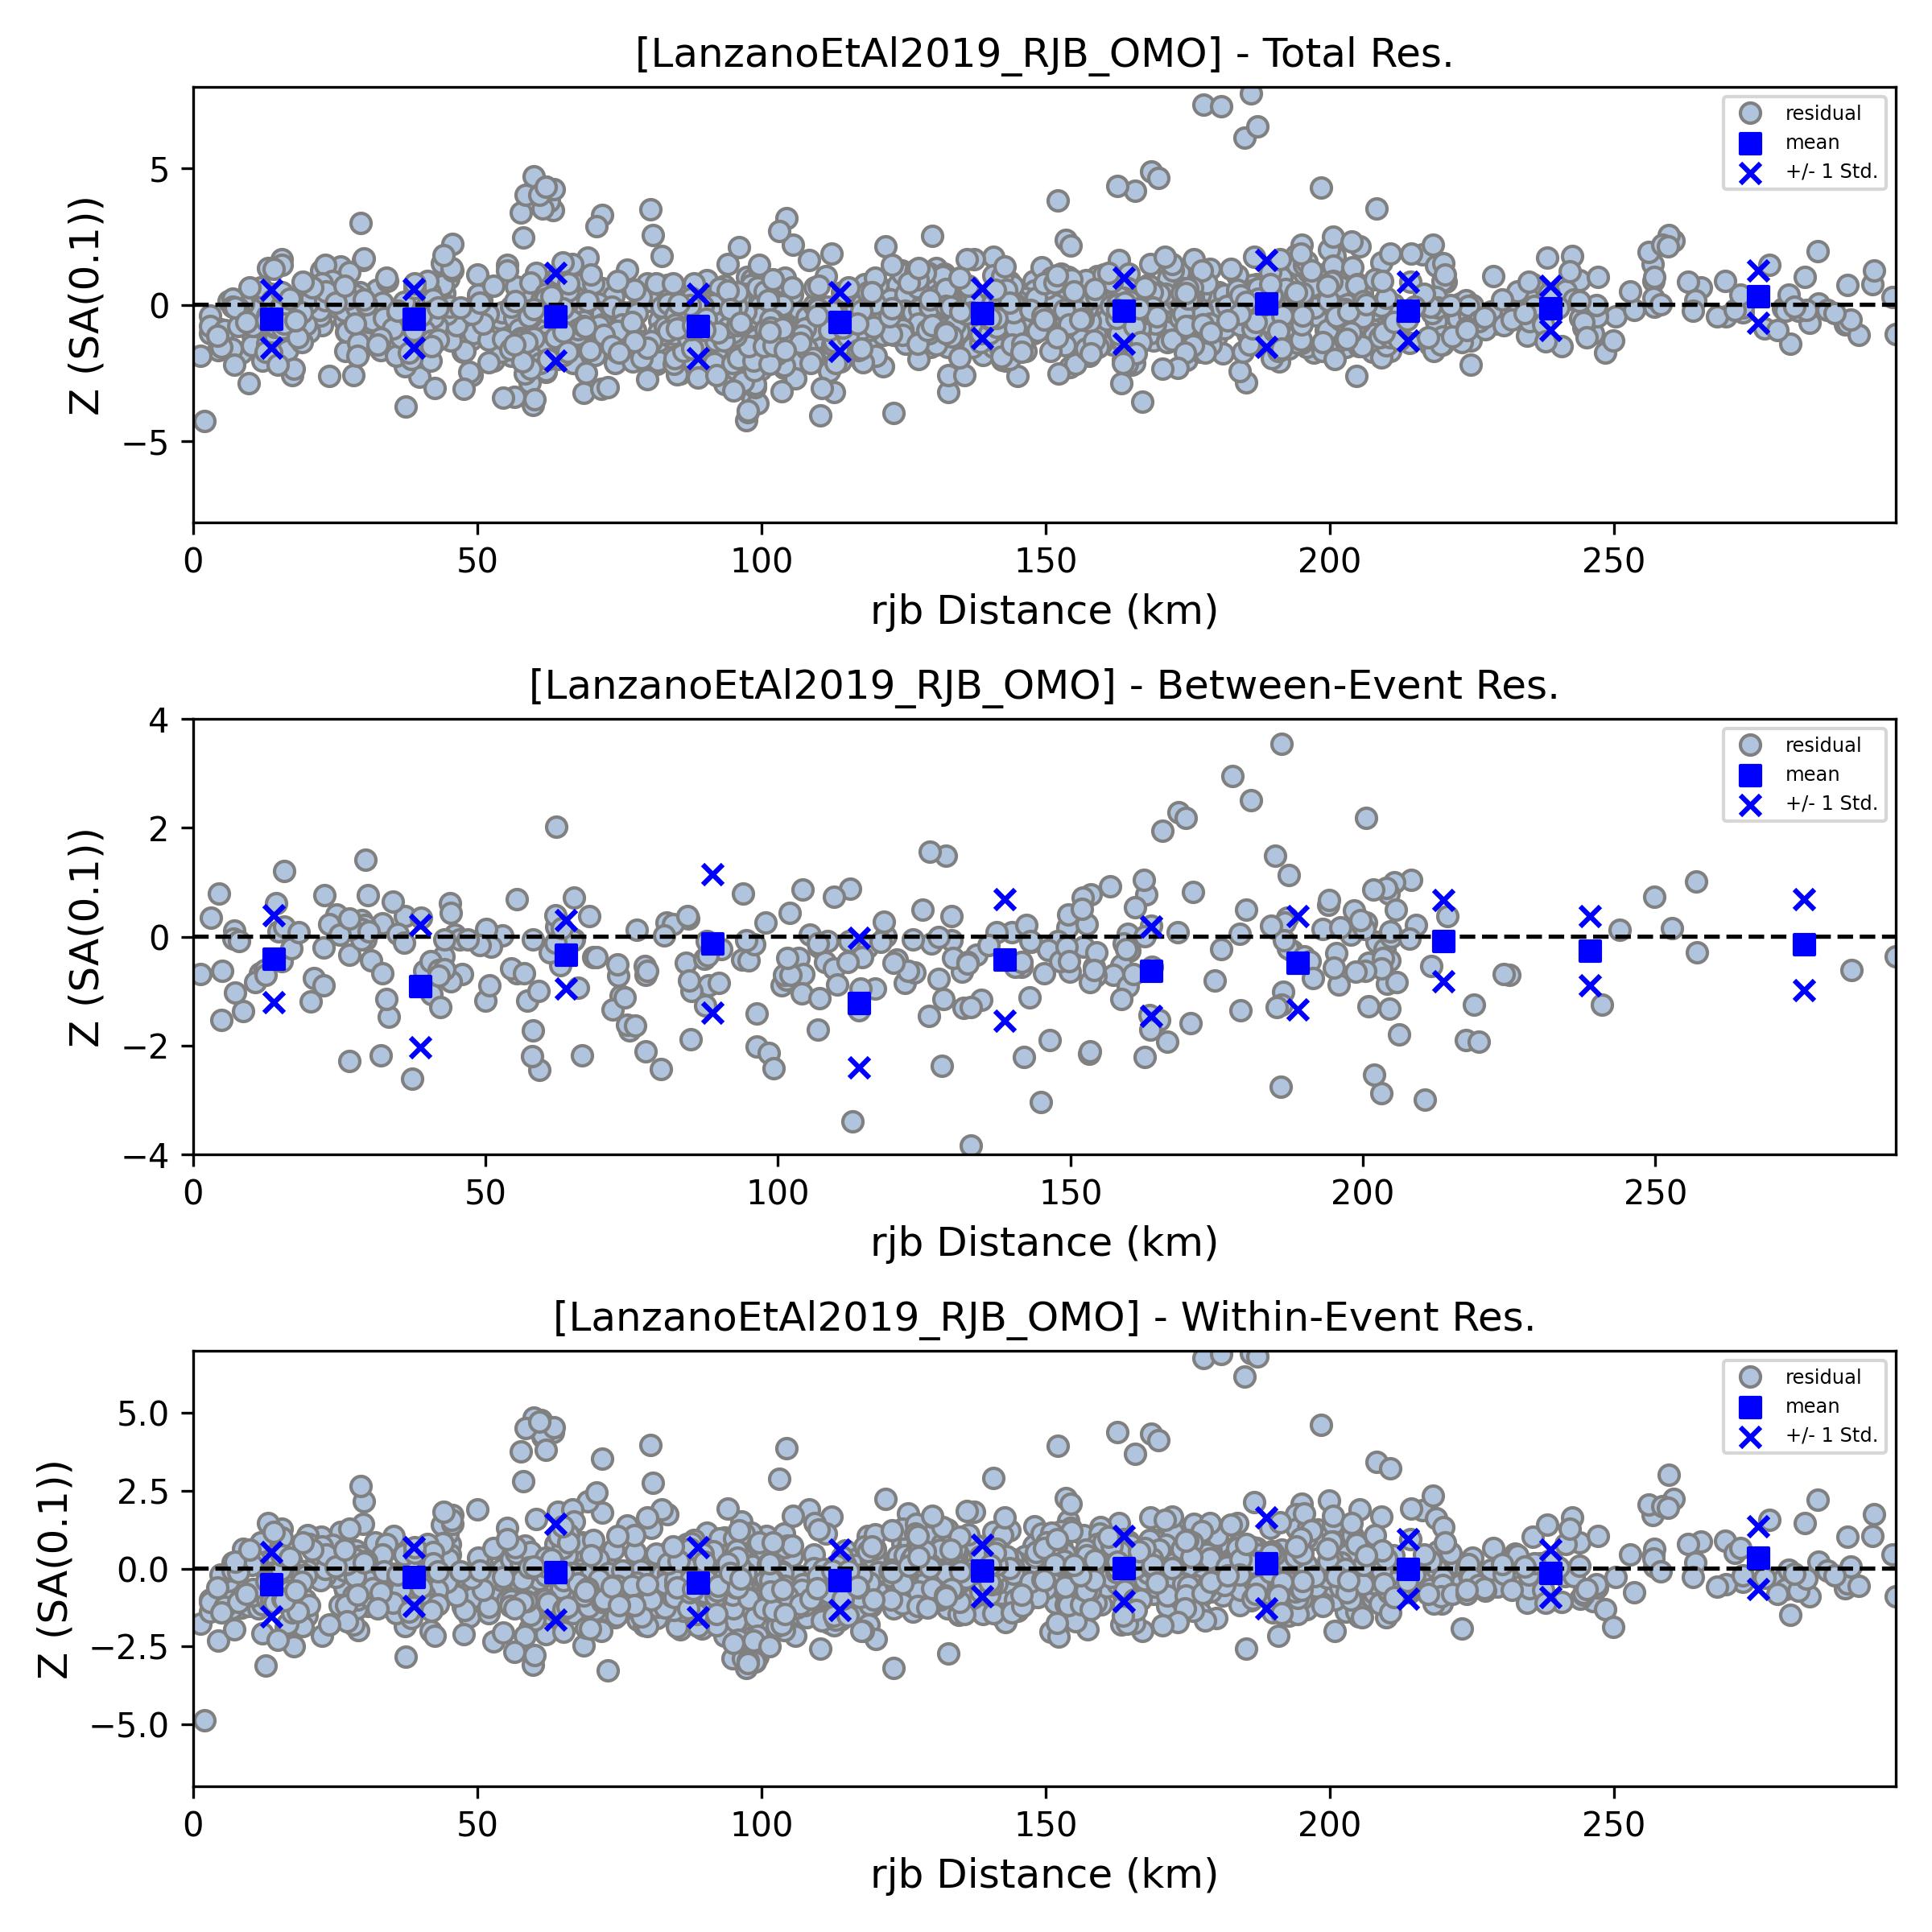 [LanzanoEtAl2019_RJB_OMO] - Total Res.
residual
mean
+/- 1 Std.
Z (SA(0.1))
5
0
−5
0 50 100 150 200 250
rjb Distance (km)
[LanzanoEtAl2019_RJB_OMO] - Between-Event Res.
residual
mean
+/- 1 Std.
Z (SA(0.1))
4
2
0
−2
−4
0 50 100 150 200 250
rjb Distance (km)
[LanzanoEtAl2019_RJB_OMO] - Within-Event Res.
residual
mean
+/- 1 Std.
Z (SA(0.1))
5.0
2.5
0.0
−2.5
−5.0
0 50 100 150 200 250
rjb Distance (km)